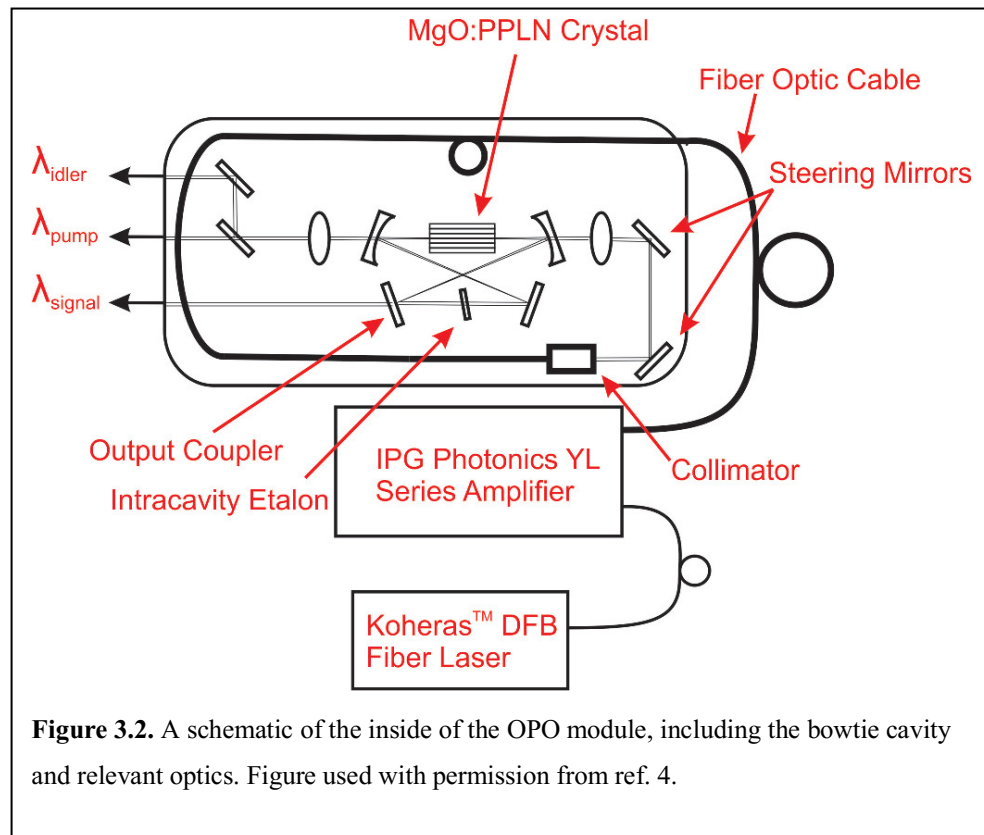 MgO:PPLN Crystal
Fiber Optic Cable
λidler
Steering Mirrors
λpump
λsignal
Output Coupler
Intracavity Etalon
IPG Photonics YL
Series Amplifier
Collimator
Koheras™ DFB
Fiber Laser
Figure 3.2. A schematic of the inside of the OPO module, including the bowtie cavity
and relevant optics. Figure used with permission from ref. 4.